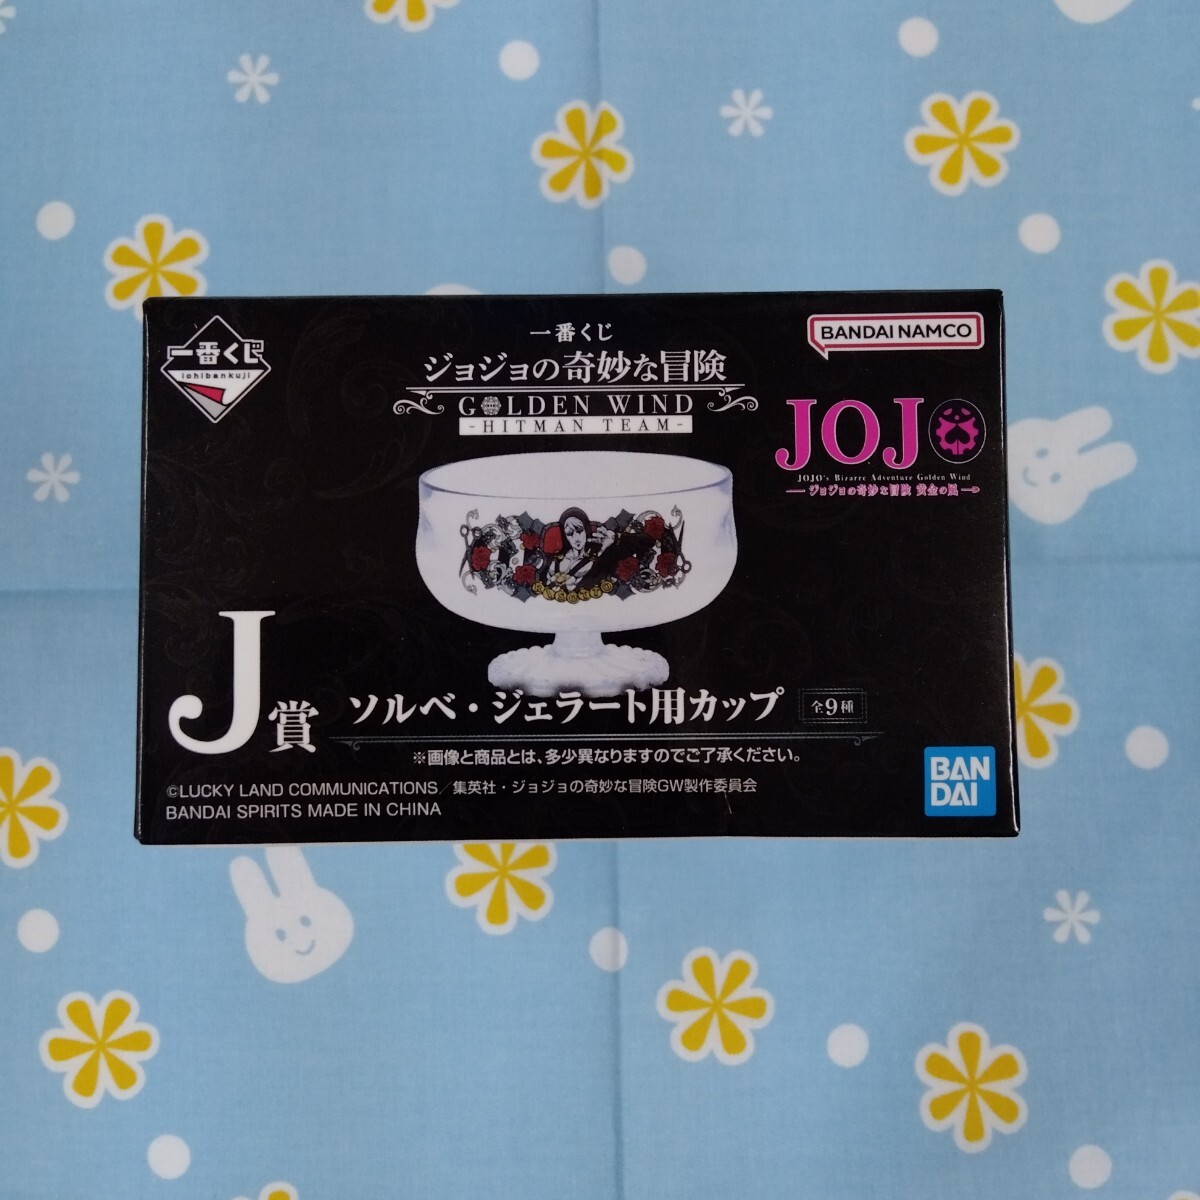 一番くじ
ichibankuji
一番くじ
ジョジョの奇妙な冒険
GOLDEN WIND
-HITMAN TEAM-
BANDAI NAMCO
JOJO
JOJO's Bizarre Adventure Golden Wind
ジョジョの奇妙な冒険 黄金の風
J賞
ソルベ・ジェラート用カップ
全9種
※画像と商品とは、多少異なりますのでご了承ください。
©LUCKY LAND COMMUNICATIONS/集英社・ジョジョの奇妙な冒険GW製作委員会
BANDAI SPIRITS MADE IN CHINA
BAN
DAI